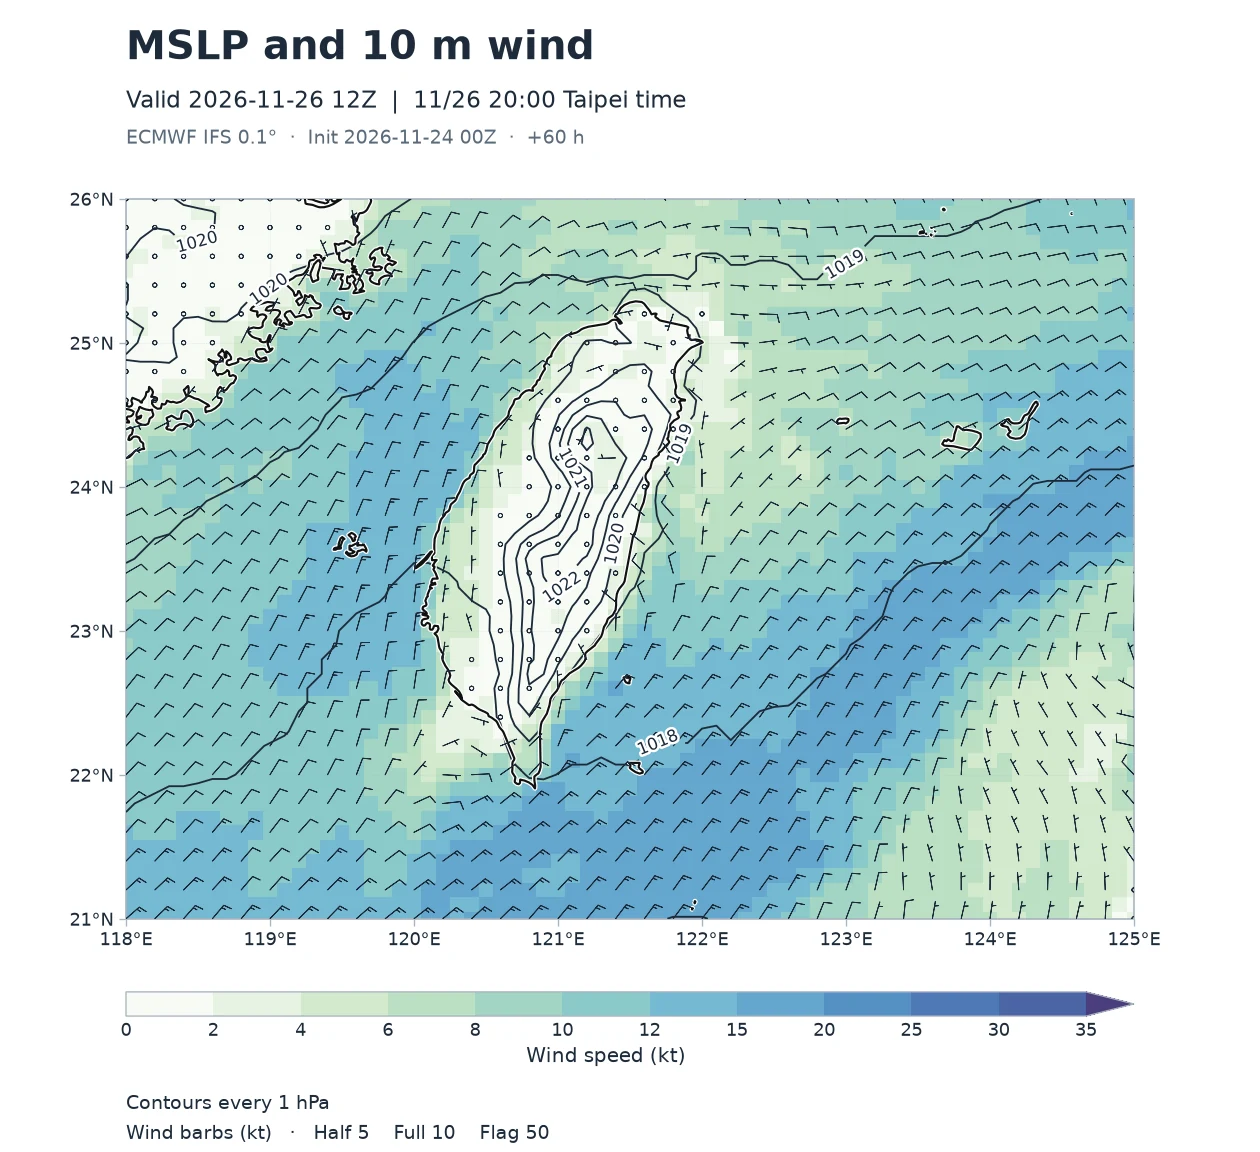 MSLP and 10 m wind
Valid 2026-11-26 12Z | 11/26 20:00 Taipei time
ECMWF IFS 0.1° · Init 2026-11-24 00Z · +60 h
26°N
25°N
24°N
23°N
22°N
21°N
1020
1020
1019
1019
1021
1020
1022
1018
118°E 119°E 120°E 121°E 122°E 123°E 124°E 125°E
0 2 4 6 8 10 12 15 20 25 30 35
Wind speed (kt)
Contours every 1 hPa
Wind barbs (kt) · Half 5 Full 10 Flag 50